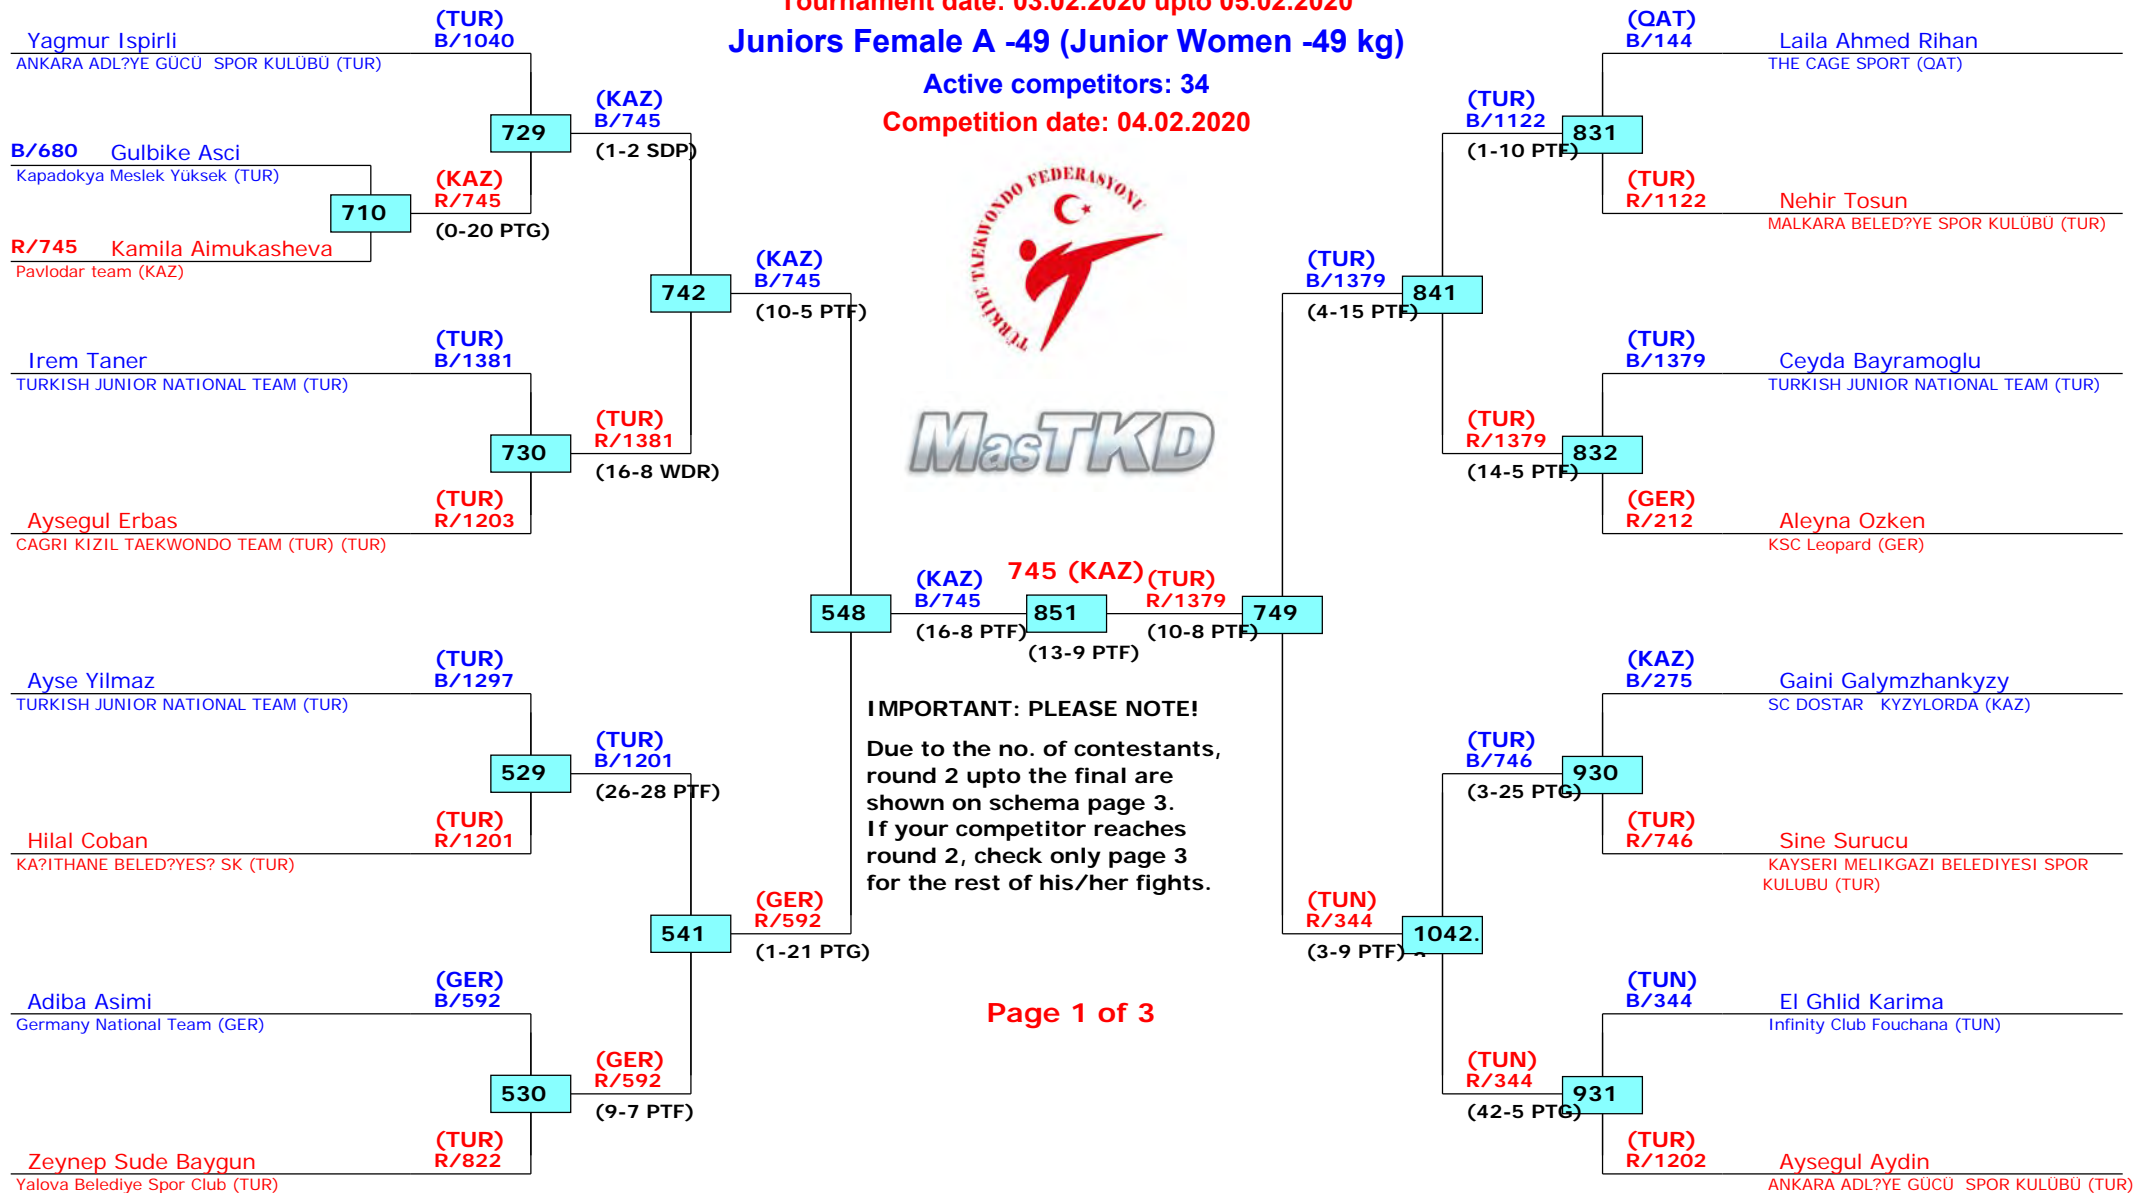 Tournament date: 03.02.2020 upto 05.02.2020
Juniors Female A -49 (Junior Women -49 kg)
Active competitors: 34
Competition date: 04.02.2020
TÜRKİYE TAEKWONDO FEDERASYONU
MasTKD
(TUR)
Yagmur Ispirli B/1040
ANKARA ADL?YE GÜCÜ SPOR KULÜBÜ (TUR)
B/680 Gulbike Asci
Kapadokya Meslek Yüksek (TUR)
710
(KAZ)
R/745
(0-20 PTG)
R/745 Kamila Aimukasheva
Pavlodar team (KAZ)
729
(KAZ)
B/745
(1-2 SDP)
(TUR)
Irem Taner B/1381
TURKISH JUNIOR NATIONAL TEAM (TUR)
730
(TUR)
R/1381
(16-8 WDR)
(TUR)
Aysegul Erbas R/1203
CAGRI KIZIL TAEKWONDO TEAM (TUR) (TUR)
742
(KAZ)
B/745
(10-5 PTF)
(TUR)
Ayse Yilmaz B/1297
TURKISH JUNIOR NATIONAL TEAM (TUR)
529
(TUR)
B/1201
(26-28 PTF)
(TUR)
Hilal Coban R/1201
KA?ITHANE BELED?YES? SK (TUR)
541
(GER)
R/592
(1-21 PTG)
(GER)
Adiba Asimi B/592
Germany National Team (GER)
530
(GER)
R/592
(9-7 PTF)
(TUR)
Zeynep Sude Baygun R/822
Yalova Belediye Spor Club (TUR)
548
(KAZ)
B/745
(16-8 PTF)
745 (KAZ)
851
(13-9 PTF)
(TUR)
R/1379
(10-8 PTF)
749
IMPORTANT: PLEASE NOTE!
Due to the no. of contestants,
round 2 upto the final are
shown on schema page 3.
If your competitor reaches
round 2, check only page 3
for the rest of his/her fights.
Page 1 of 3
(QAT)
B/144 Laila Ahmed Rihan
THE CAGE SPORT (QAT)
(TUR)
B/1122
(1-10 PTF)
831
(TUR)
R/1122 Nehir Tosun
MALKARA BELED?YE SPOR KULÜBÜ (TUR)
(TUR)
B/1379
(4-15 PTF)
841
(TUR)
B/1379 Ceyda Bayramoglu
TURKISH JUNIOR NATIONAL TEAM (TUR)
(TUR)
R/1379
(14-5 PTF)
832
(GER)
R/212 Aleyna Ozken
KSC Leopard (GER)
(KAZ)
B/275 Gaini Galymzhankyzy
SC DOSTAR KYZYLORDA (KAZ)
(TUR)
B/746
(3-25 PTG)
930
(TUR)
R/746 Sine Surucu
KAYSERI MELIKGAZI BELEDIYESI SPOR
KULUBU (TUR)
(TUN)
R/344
(3-9 PTF)
1042.
(TUN)
B/344 El Ghlid Karima
Infinity Club Fouchana (TUN)
(TUN)
R/344
(42-5 PTG)
931
(TUR)
R/1202 Aysegul Aydin
ANKARA ADL?YE GÜCÜ SPOR KULÜBÜ (TUR)